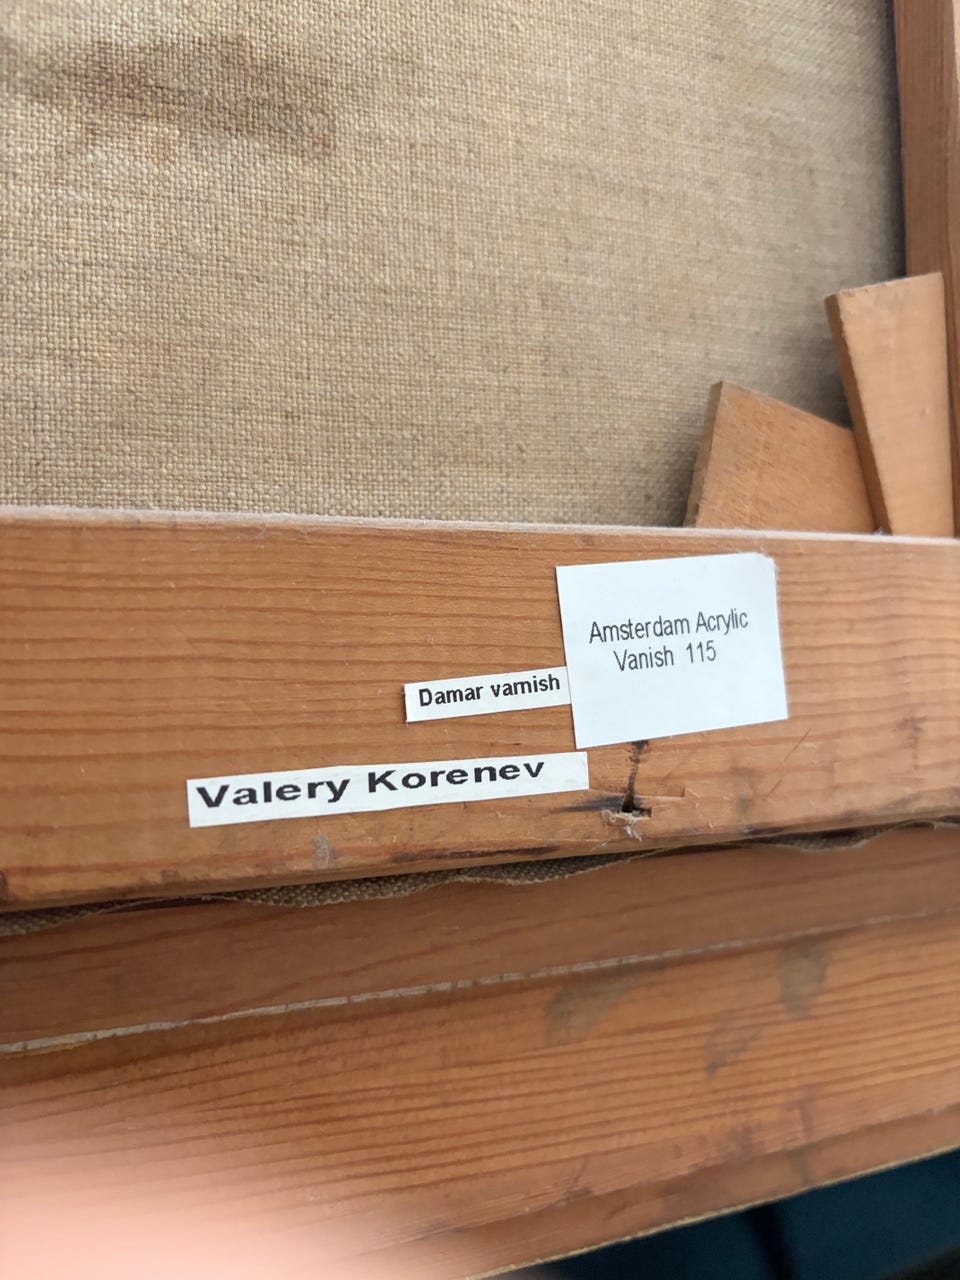 Amsterdam Acrylic
Vanish 115
Damar varnish
Valery Korenev